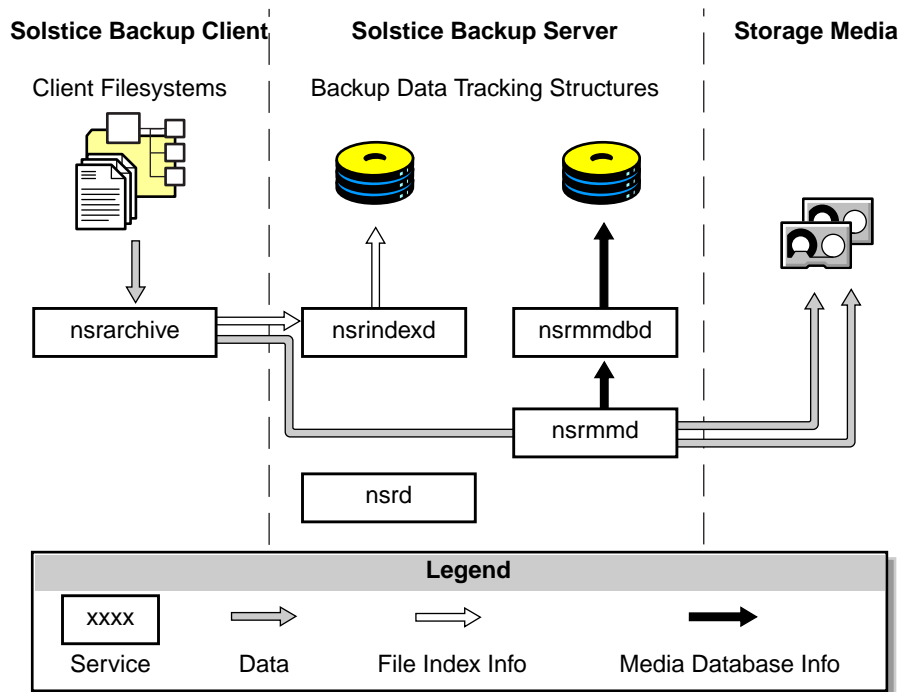 Solstice Backup Client
Solstice Backup Server
Storage Media
Client Filesystems
Backup Data Tracking Structures
nsrarchive
nsrindexd
nsrmmdbd
nsrmmd
nsrd
Legend
xxxx
Service
Data
File Index Info
Media Database Info